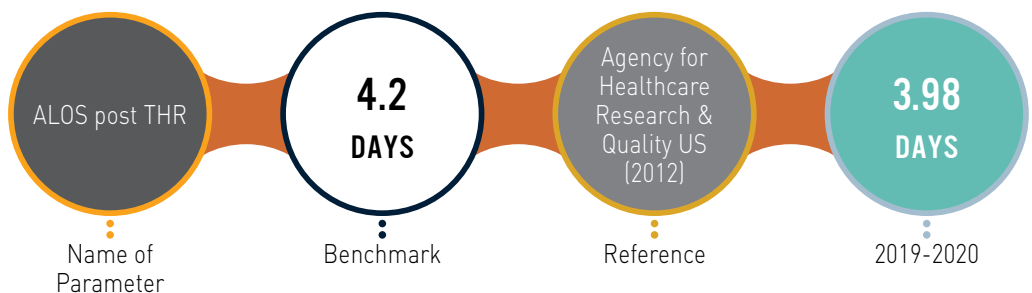 ALOS post THR
4.2
DAYS
Agency for
Healthcare
Research &
Quality US
(2012)
3.98
DAYS
Name of
Parameter
Benchmark
Reference
2019-2020